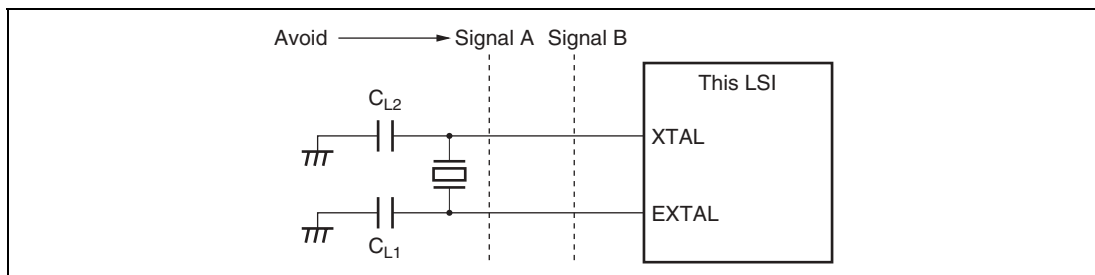 Avoid Signal A Signal B
This LSI
CL2
XTAL
EXTAL
CL1